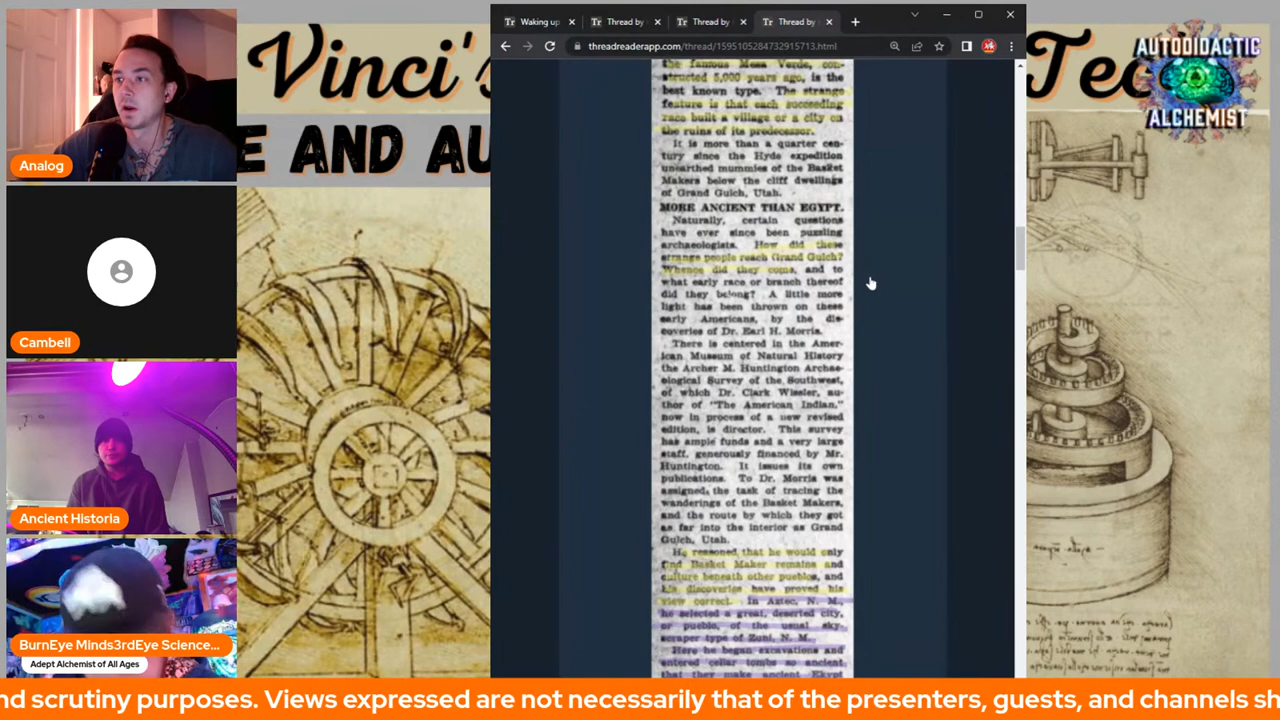 Vinci's
Tec
E AND AU
AUTODIDACTIC
ALCHEMIST
Analog
Cambell
Ancient Historia
BurnEye Minds3rdEye Science...
Adept Alchemist of All Ages
Waking up
Thread by
Thread by
Thread by
threadreaderapp.com/thread/1595105284732915713.html
the famous Mesa Verde, con-
structed 5,000 years ago, is the
best known type. The strange
feature is that each succeeding
race built a village or a city on
the ruins of its predecessor.
It is more than a quarter cen-
tury since the Hyde expedition
unearthed mummies of the Basket
Makers below the cliff dwellings
of Grand Gulch, Utah.
MORE ANCIENT THAN EGYPT.
Naturally, certain questions
have ever since been puzzling
archaeologists. How did these
strange people reach Grand Gulch?
Whence did they come, and to
what early race or branch thereof
did they belong? A little more
light has been thrown on these
early Americans, by the dis-
coveries of Dr. Earl H. Morris.
There is centered in the Amer-
ican Museum of Natural History
the Archer M. Huntington Archae-
ological Survey of the Southwest,
of which Dr. Clark Wissler, au-
thor of "The American Indian,"
now in process of a new revised
edition, is director. This survey
has ample funds and a very large
staff, generously financed by Mr.
Huntington. It issues its own
publications. To Dr. Morris was
assigned, the task of tracing the
wanderings of the Basket Makers,
and the route by which they got
as far into the interior as Grand
Gulch, Utah.
He reasoned that he would only
find Basket Maker remains and
culture beneath other pueblos, and
his discoveries have proved his
view correct. In Aztec, N. M.,
he selected a great, deserted city,
or pueblo, of the usual sky-
scraper type of Zuni, N. M.
Here he began excavations and
entered cellar tombs so ancient
that they make ancient Egypt
nd scrutiny purposes. Views expressed are not necessarily that of the presenters, guests, and channels sh